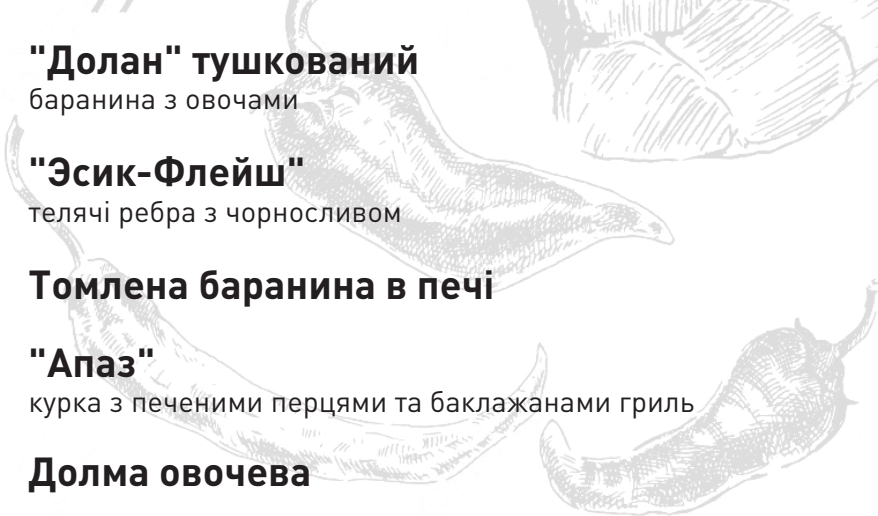 "Долан" тушкований
баранина з овочами
"Эсик-Флейш"
телячі ребра з чорносливом
Томлена баранина в печі
"Апаз"
курка з печеними перцями та баклажанами гриль
Долма овочева